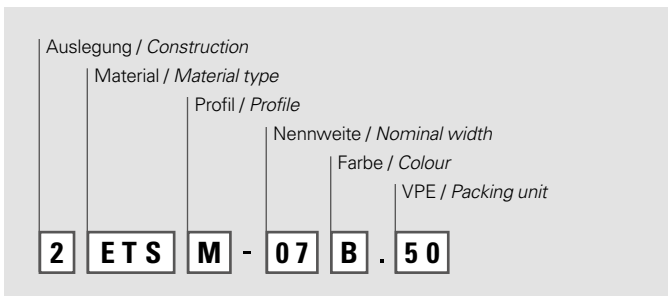 Auslegung / Construction
Material / Material type
Profil / Profile
Nennweite / Nominal width
Farbe / Colour
VPE / Packing unit
2 ETS M - 07 B . 50